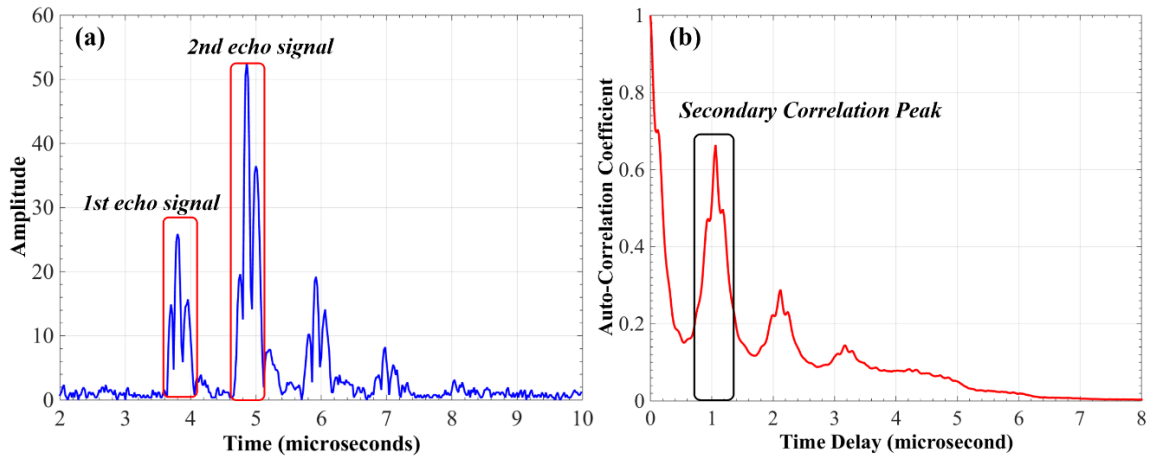 (a)
2nd echo signal
1st echo signal
Amplitude
60
50
40
30
20
10
0
2 3 4 5 6 7 8 9 10
Time (microseconds)
(b)
Secondary Correlation Peak
Auto-Correlation Coefficient
1
0.8
0.6
0.4
0.2
0
0 1 2 3 4 5 6 7 8
Time Delay (microsecond)